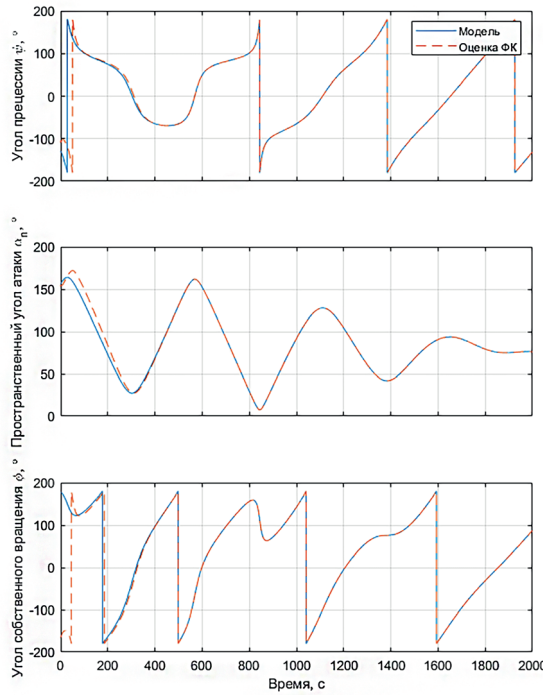 Угол прецессии ψ, °
200
100
0
-100
-200
Модель
Оценка ФК
Пространственный угол атаки αn, °
200
150
100
50
0
Угол собственного вращения ϕ, °
200
100
0
-100
-200
0 200 400 600 800 1000 1200 1400 1600 1800 2000
Время, с